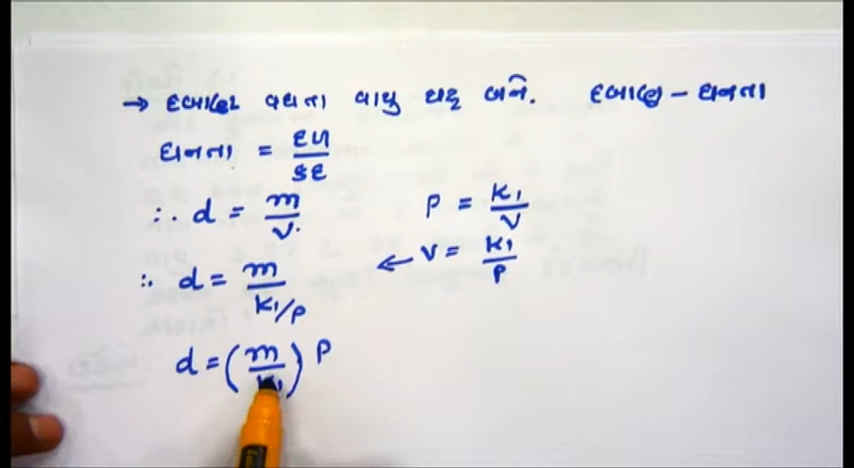 → દબાણ વધતા વાયુ ઘટ્ટ બને. દબાણ - ઘનતા
ઘનતા = દળ/કદ
∴ d = m/V. P = K₁/V
∴ d = m/(K₁/P) ← V = K₁/P
d = (m/K₁) P